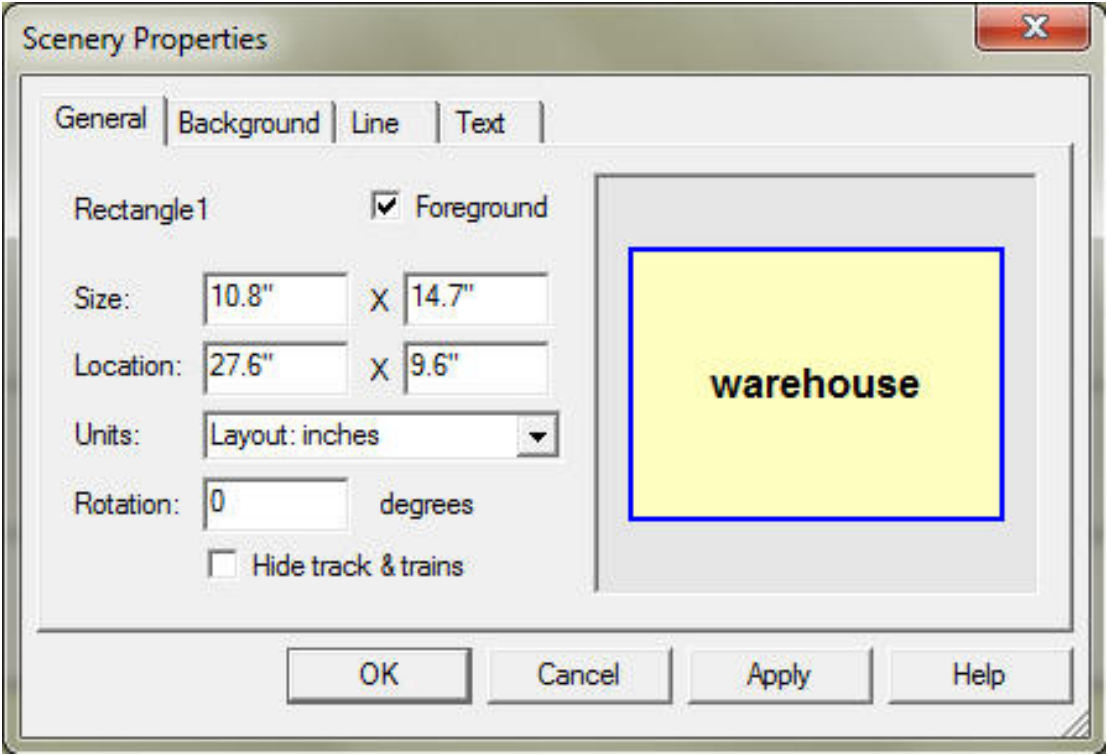 Scenery Properties
General Background Line Text
Rectangle1 Foreground
Size: 10.8" X 14.7"
Location: 27.6" X 9.6"
Units: Layout: inches
Rotation: 0 degrees
Hide track & trains
warehouse
OK Cancel Apply Help